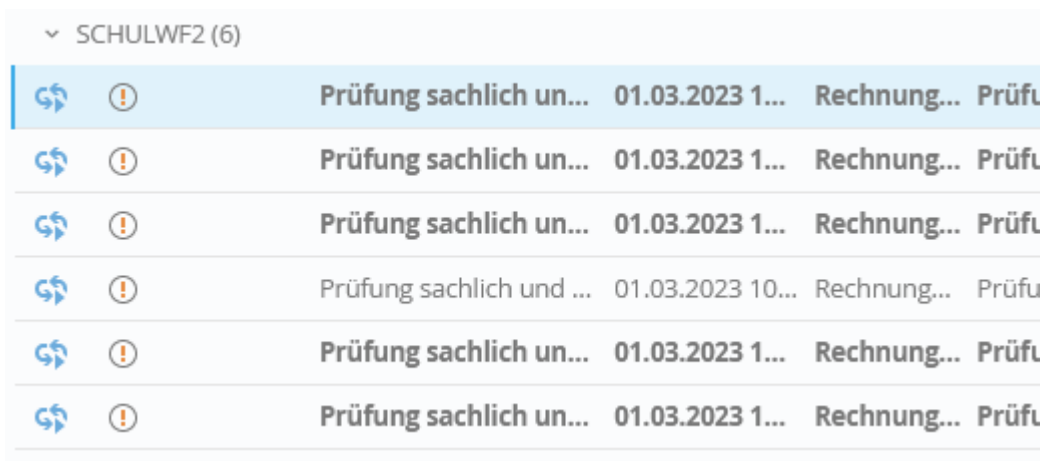 SCHULWF2 (6)
Prüfung sachlich un... 01.03.2023 1... Rechnung... Prüfu
Prüfung sachlich un... 01.03.2023 1... Rechnung... Prüfu
Prüfung sachlich un... 01.03.2023 1... Rechnung... Prüfu
Prüfung sachlich und ... 01.03.2023 10... Rechnung... Prüfu
Prüfung sachlich un... 01.03.2023 1... Rechnung... Prüfu
Prüfung sachlich un... 01.03.2023 1... Rechnung... Prüfu